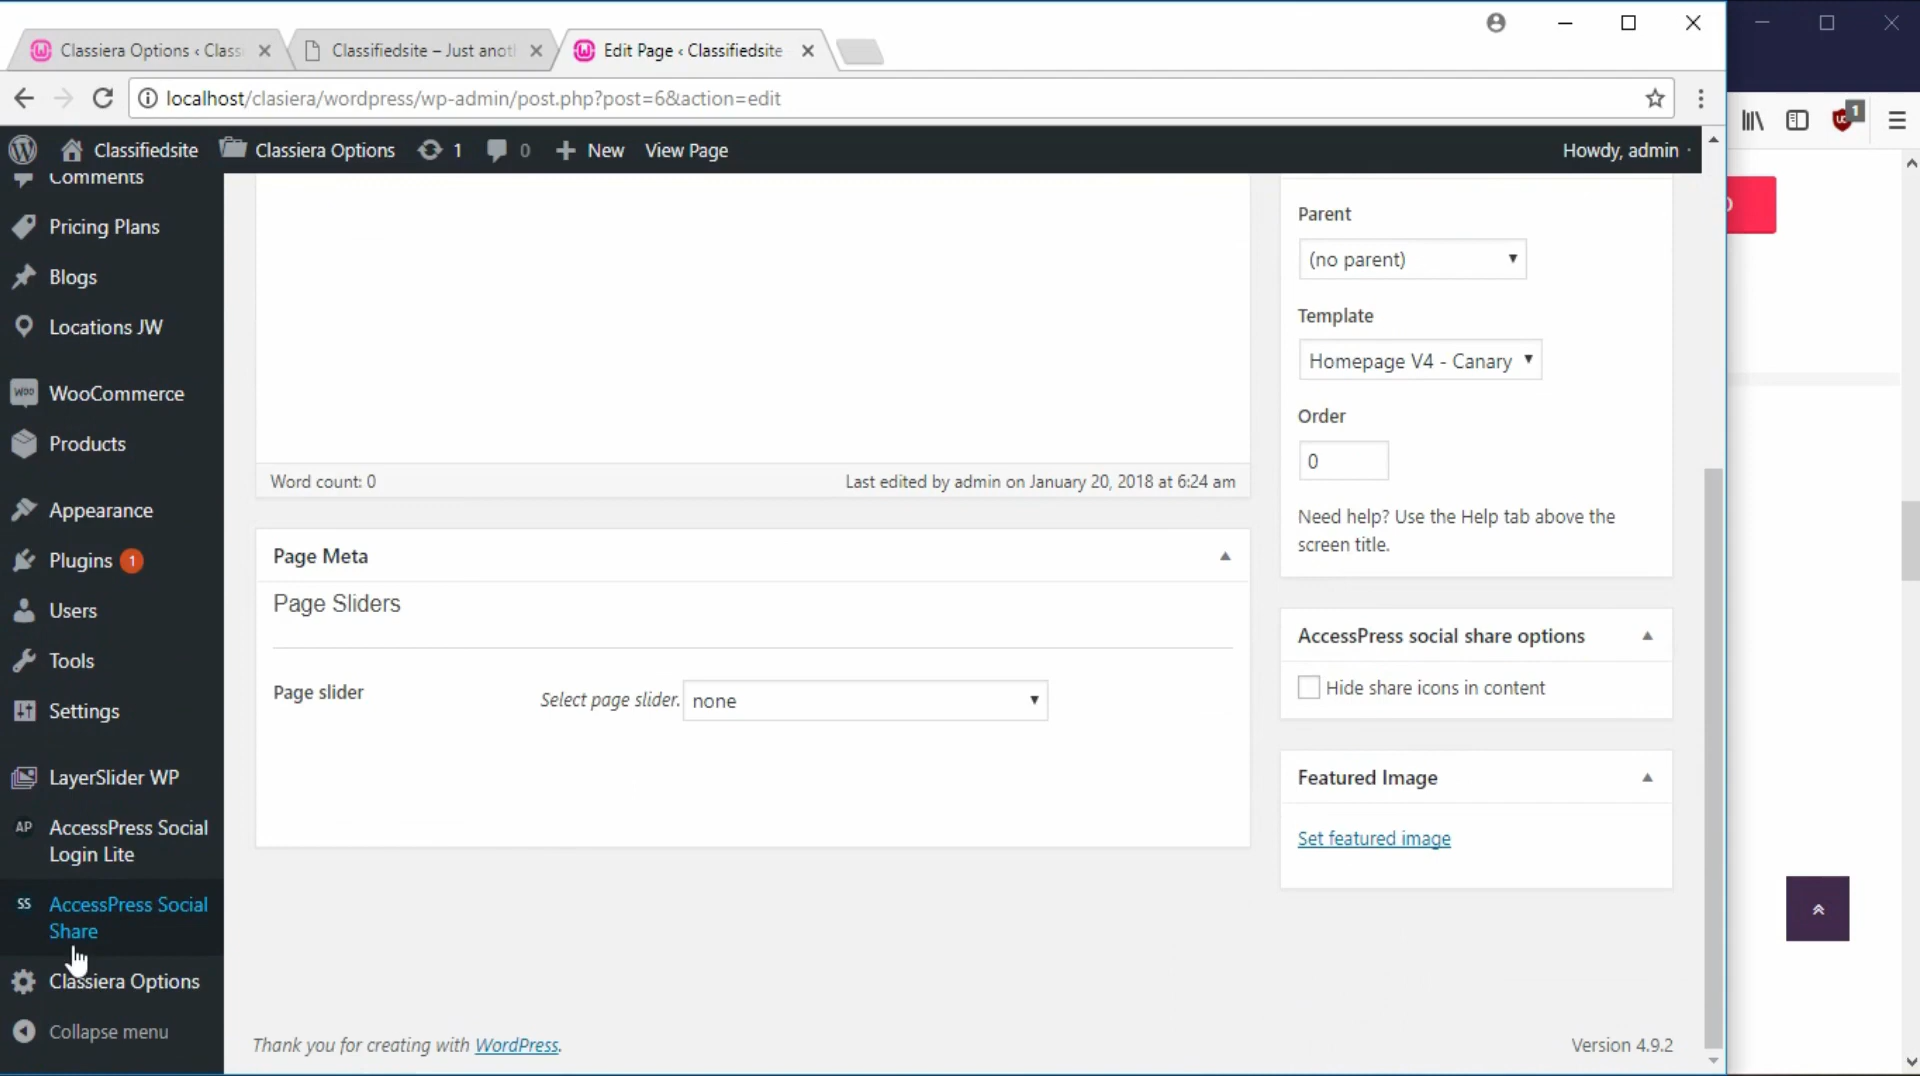 Classiera Options ‹ Class
Classifiedsite – Just anot
Edit Page ‹ Classifiedsite
localhost/clasiera/wordpress/wp-admin/post.php?post=6&action=edit
1
Classifiedsite
Classiera Options
1
0
New
View Page
Howdy, admin
Comments
Pricing Plans
Blogs
Locations JW
WOO
WooCommerce
Products
Appearance
Plugins 1
Users
Tools
Settings
LayerSlider WP
AP
AccessPress Social
Login Lite
SS
AccessPress Social
Share
Classiera Options
Collapse menu
Word count: 0
Last edited by admin on January 20, 2018 at 6:24 am
Page Meta
Page Sliders
Page slider
Select page slider.
none
Parent
(no parent)
Template
Homepage V4 - Canary
Order
0
Need help? Use the Help tab above the
screen title.
AccessPress social share options
Hide share icons in content
Featured Image
Set featured image
Thank you for creating with WordPress.
Version 4.9.2